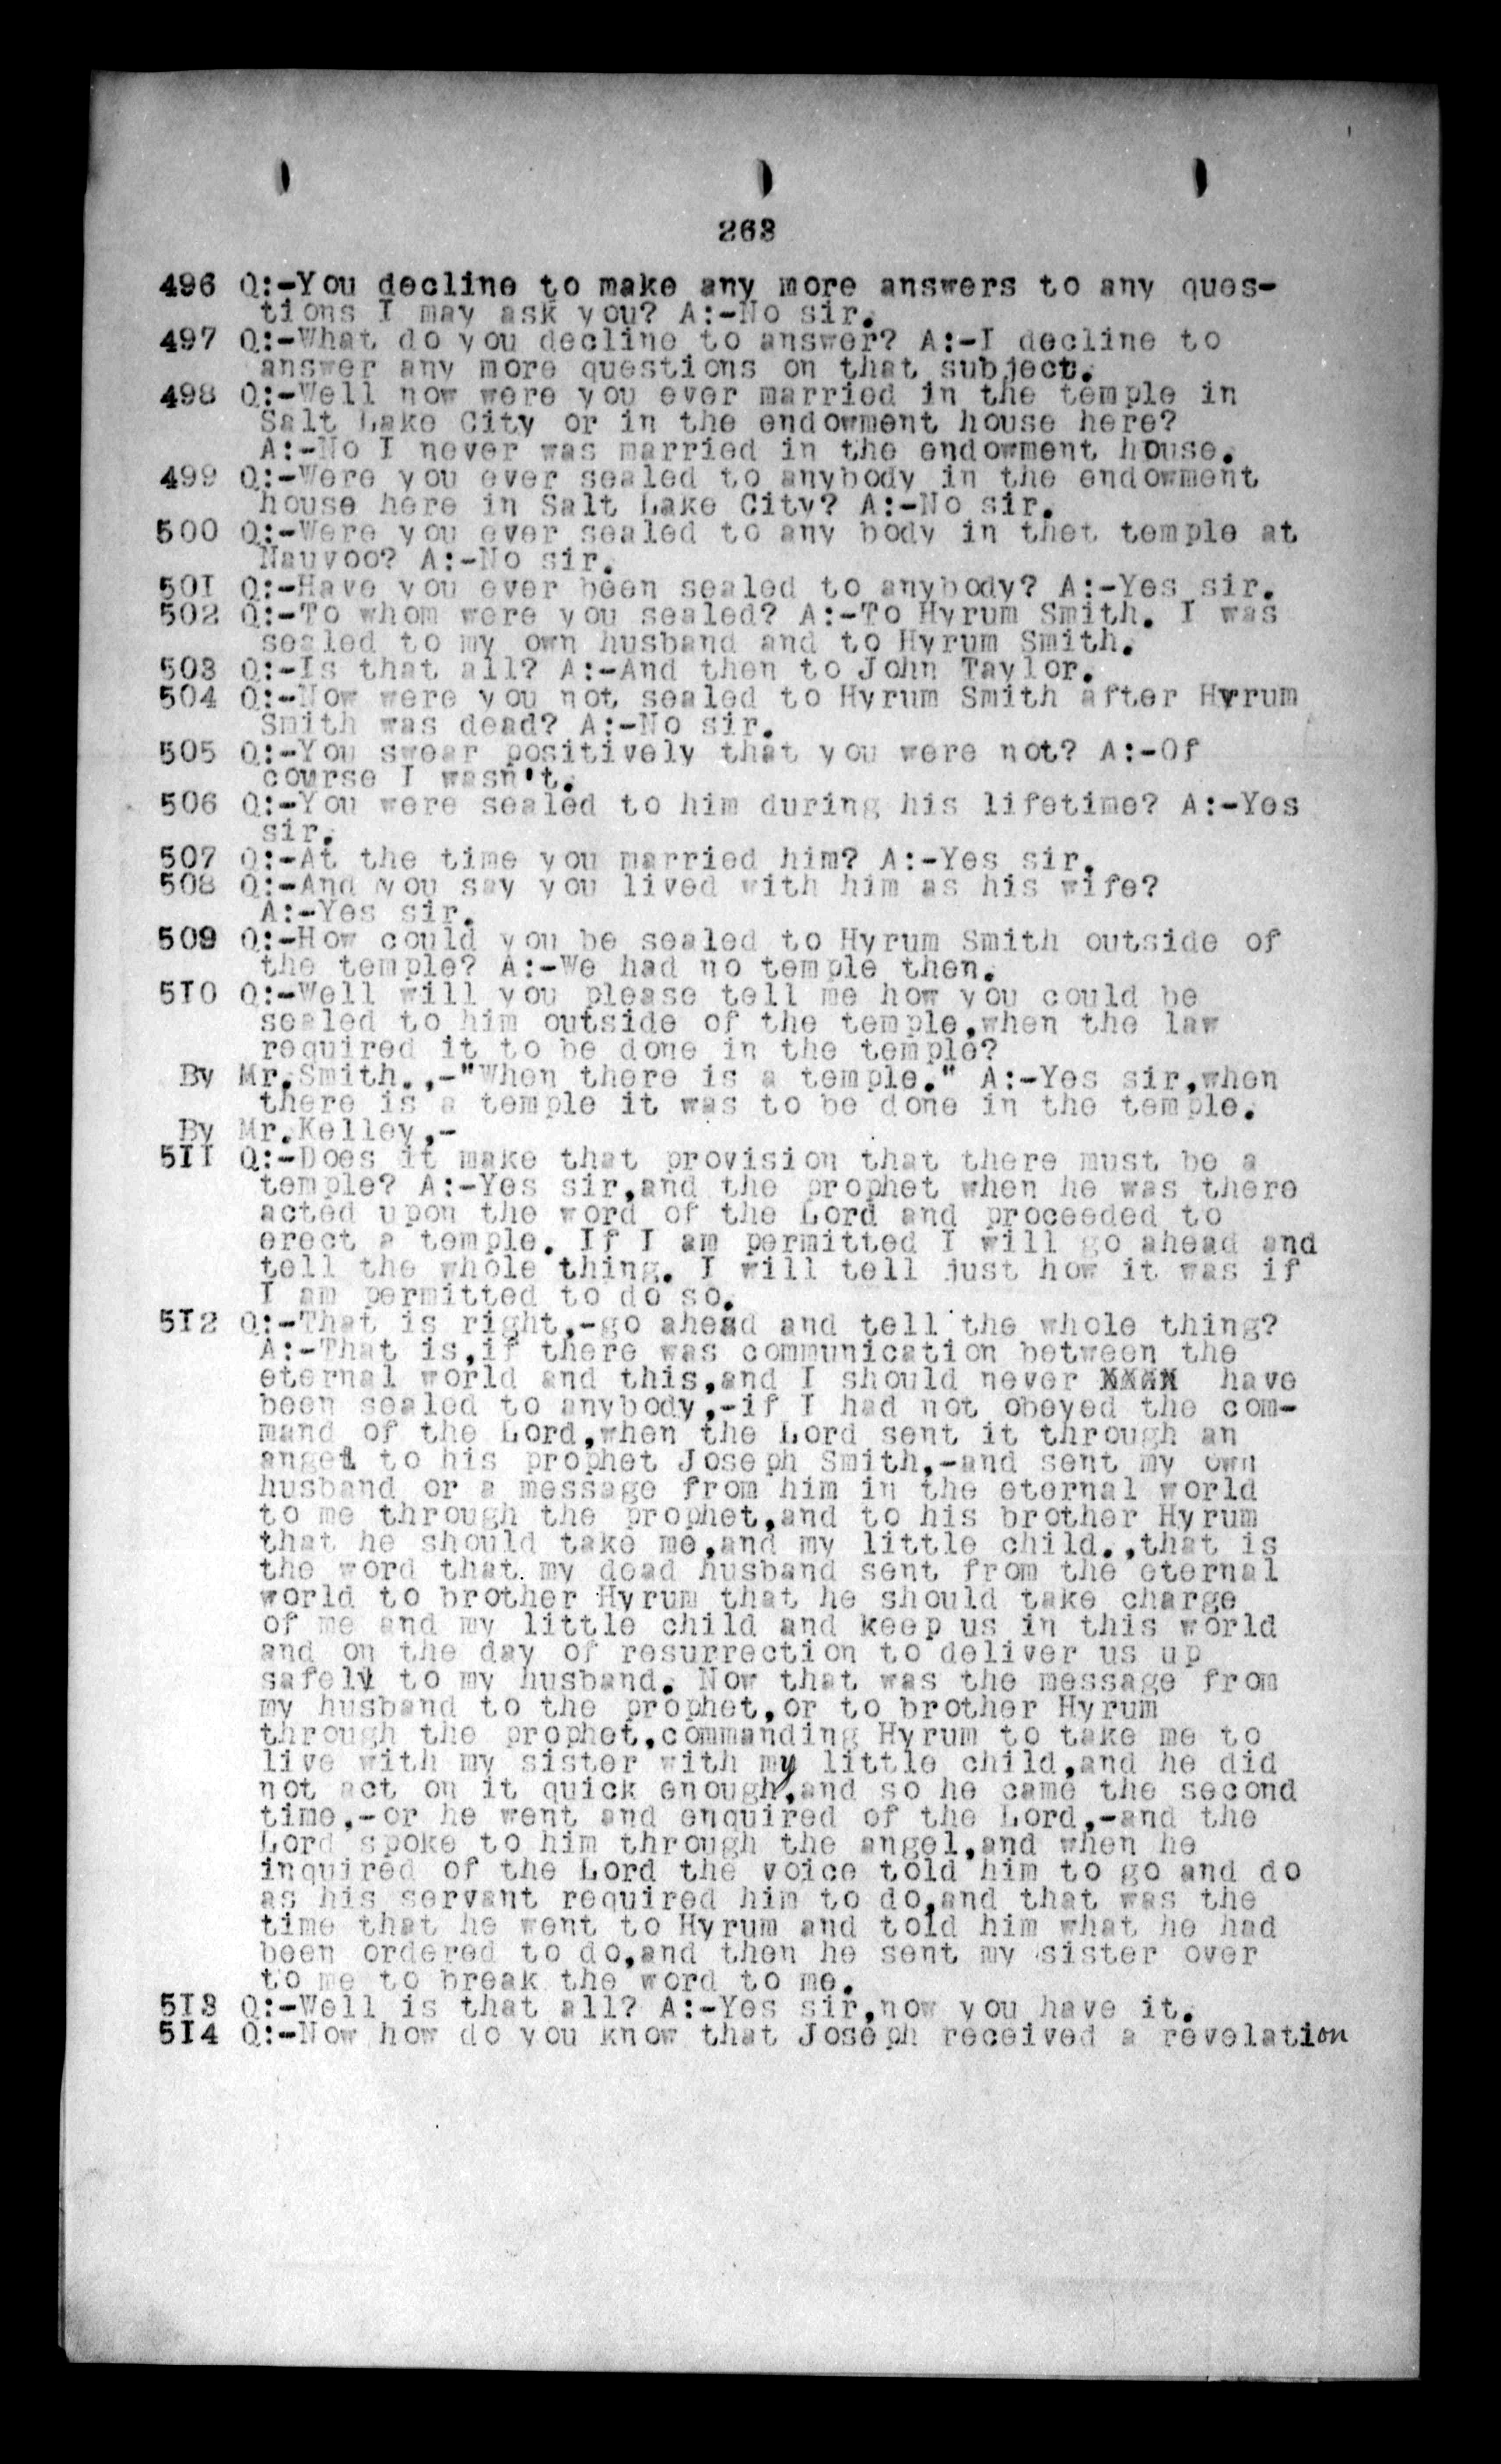 268
496 Q:-You decline to make any more answers to any ques-
tions I may ask you? A:-No sir.
497 Q:-What do you decline to answer? A:-I decline to
answer any more questions on that subject.
498 Q:-Well now were you ever married in the temple in
Salt Lake City or in the endowment house here?
A:-No I never was married in the endowment house.
499 Q:-Were you ever sealed to anybody in the endowment
house here in Salt Lake City? A:-No sir.
500 Q:-Were you ever sealed to any body in thet temple at
Nauvoo? A:-No sir.
501 Q:-Have you ever been sealed to anybody? A:-Yes sir.
502 Q:-To whom were you sealed? A:-To Hyrum Smith. I was
sealed to my own husband and to Hyrum Smith.
503 Q:-Is that all? A:-And then to John Taylor.
504 Q:-Now were you not sealed to Hyrum Smith after Hyrum
Smith was dead? A:-No sir.
505 Q:-You swear positively that you were not? A:-Of
course I wasn't.
506 Q:-You were sealed to him during his lifetime? A:-Yes
sir.
507 Q:-At the time you married him? A:-Yes sir.
508 Q:-And you say you lived with him as his wife?
A:-Yes sir.
509 Q:-How could you be sealed to Hyrum Smith outside of
the temple? A:-We had no temple then.
510 Q:-Well will you please tell me how you could be
sealed to him outside of the temple,when the law
required it to be done in the temple?
By Mr.Smith.,-"When there is a temple." A:-Yes sir,when
there is a temple it was to be done in the temple.
By Mr.Kelley,-
511 Q:-Does it make that provision that there must be a
temple? A:-Yes sir,and the prophet when he was there
acted upon the word of the Lord and proceeded to
erect a temple. If I am permitted I will go ahead and
tell the whole thing. I will tell just how it was if
I am permitted to do so.
512 Q:-That is right,-go ahead and tell the whole thing?
A:-That is,if there was communication between the
eternal world and this,and I should never XXXX have
been sealed to anybody,-if I had not obeyed the com-
mand of the Lord,when the Lord sent it through an
angel to his prophet Joseph Smith,-and sent my own
husband or a message from him in the eternal world
to me through the prophet,and to his brother Hyrum
that he should take me,and my little child.,that is
the word that my dead husband sent from the eternal
world to brother Hyrum that he should take charge
of me and my little child and keep us in this world
and on the day of resurrection to deliver us up
safely to my husband. Now that was the message from
my husband to the prophet,or to brother Hyrum
through the prophet,commanding Hyrum to take me to
live with my sister with my little child,and he did
not act on it quick enough,and so he came the second
time,-or he went and enquired of the Lord,-and the
Lord spoke to him through the angel,and when he
inquired of the Lord the voice told him to go and do
as his servant required him to do,and that was the
time that he went to Hyrum and told him what he had
been ordered to do,and then he sent my sister over
to me to break the word to me.
513 Q:-Well is that all? A:-Yes sir,now you have it.
514 Q:-Now how do you know that Joseph received a revelation